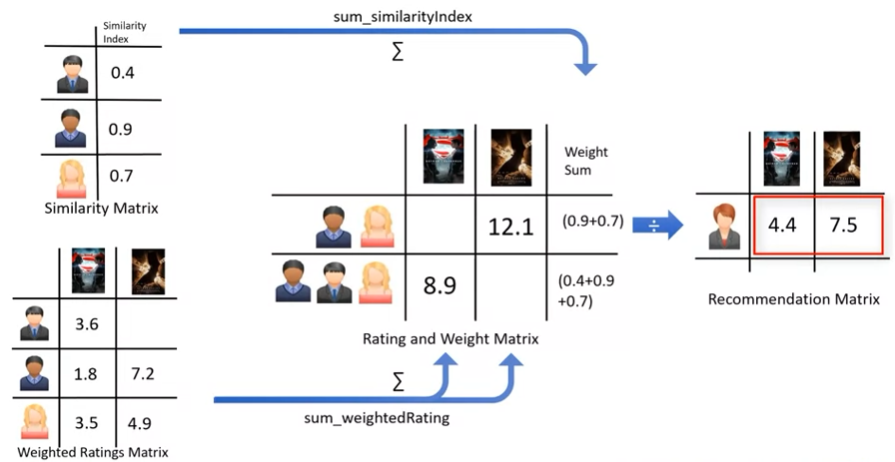 sum_similarityIndex
∑
Similarity
Index
0.4
0.9
0.7
Similarity Matrix
3.6
1.8 7.2
3.5 4.9
Weighted Ratings Matrix
∑
sum_weightedRating
Weight
Sum
12.1 (0.9+0.7)
8.9 (0.4+0.9
+0.7)
Rating and Weight Matrix
÷
4.4 7.5
Recommendation Matrix